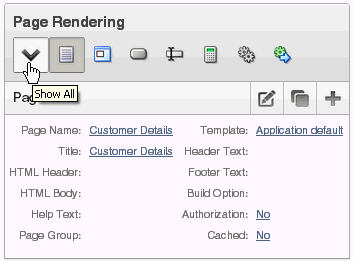 Page Rendering
Show All
Page Name: Customer Details Template: Application default
Title: Customer Details Header Text:
HTML Header: Footer Text:
HTML Body: Build Option:
Help Text: Authorization: No
Page Group: Cached: No